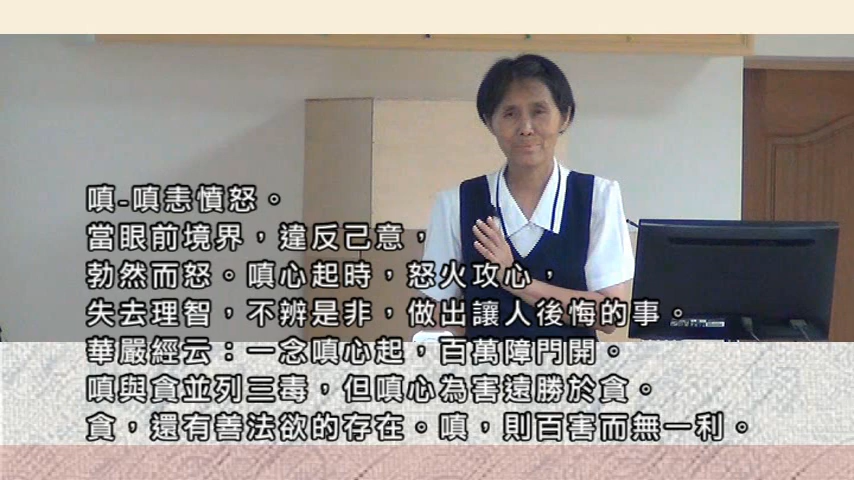 嗔-嗔恚憤怒。
當眼前境界，違反己意，
勃然而怒。嗔心起時，怒火攻心，
失去理智，不辨是非，做出讓人後悔的事。
華嚴經云：一念嗔心起，百萬障門開。
嗔與貪並列三毒，但嗔心為害遠勝於貪。
貪，還有善法欲的存在。嗔，則百害而無一利。